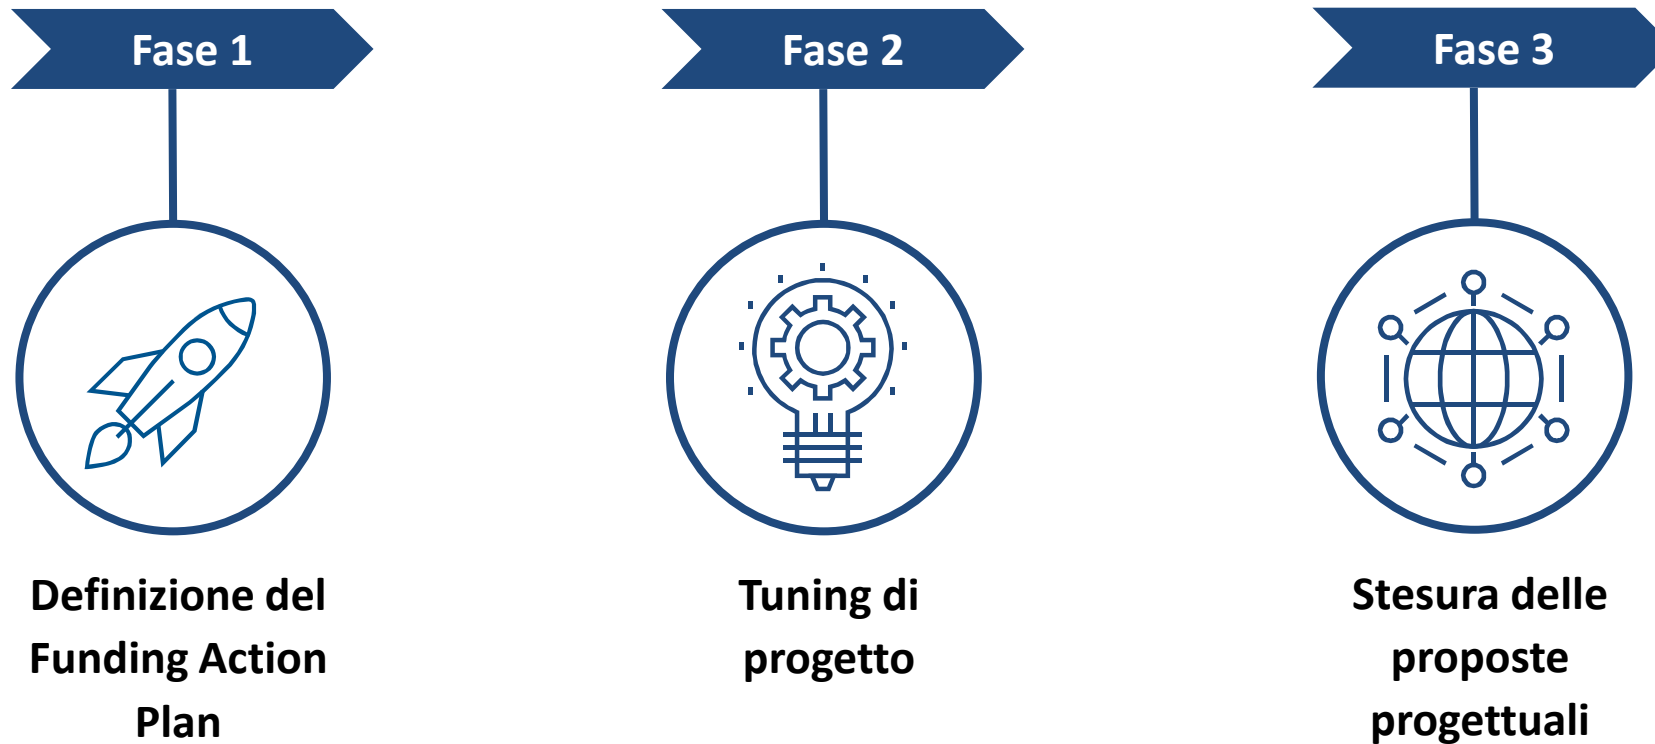 Fase 1
Fase 2
Fase 3
Definizione del
Funding Action
Plan
Tuning di
progetto
Stesura delle
proposte
progettuali